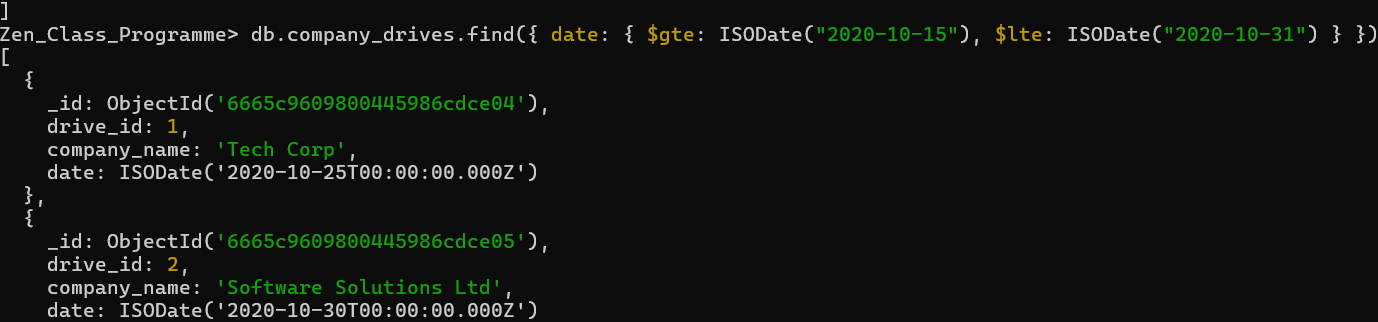 ]
Zen_Class_Programme> db.company_drives.find({ date: { $gte: ISODate("2020-10-15"), $lte: ISODate("2020-10-31") } })
[
  {
    _id: ObjectId('6665c9609800445986cdce04'),
    drive_id: 1,
    company_name: 'Tech Corp',
    date: ISODate('2020-10-25T00:00:00.000Z')
  },
  {
    _id: ObjectId('6665c9609800445986cdce05'),
    drive_id: 2,
    company_name: 'Software Solutions Ltd',
    date: ISODate('2020-10-30T00:00:00.000Z')